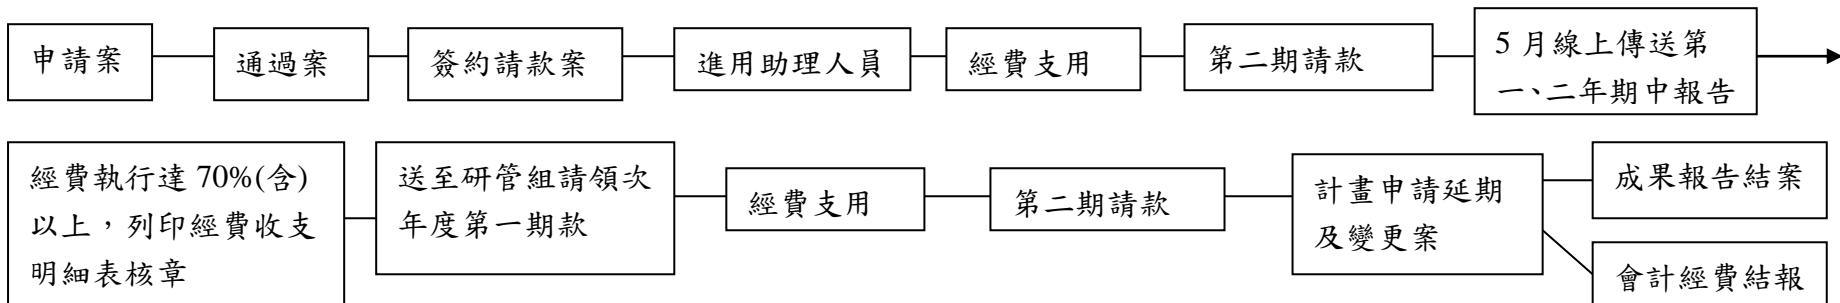 申請案
通過案
簽約請款案
進用助理人員
經費支用
第二期請款
5 月線上傳送第
一、二年期中報告
經費執行達 70%(含)
以上，列印經費收支
明細表核章
送至研管組請領次
年度第一期款
經費支用
第二期請款
計畫申請延期
及變更案
成果報告結案
會計經費結報